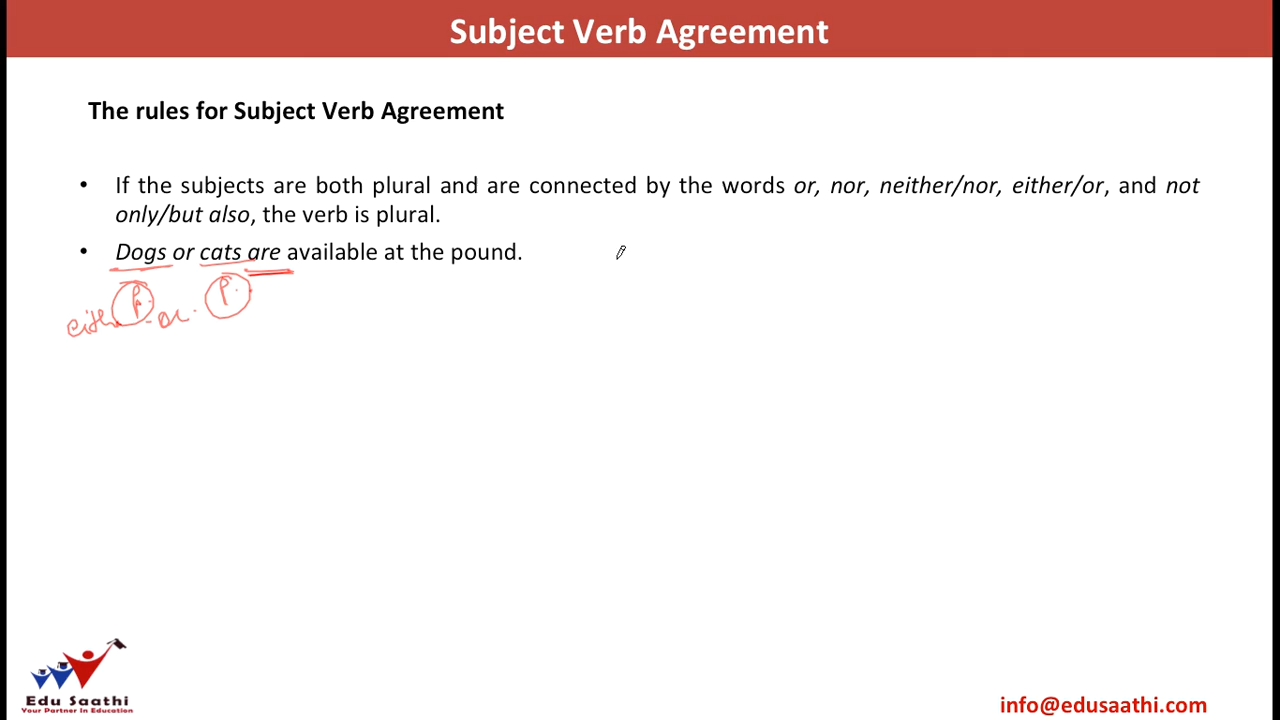 Subject Verb Agreement
The rules for Subject Verb Agreement
• If the subjects are both plural and are connected by the words or, nor, neither/nor, either/or, and not
only/but also, the verb is plural.
• Dogs or cats are available at the pound.
P. P.
either or
Edu Saathi
Your Partner In Education
info@edusaathi.com